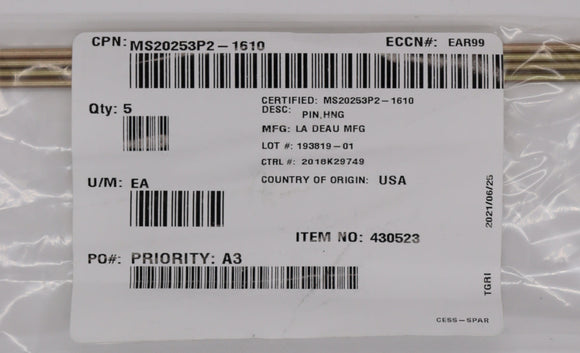 CPN: MS20253P2-1610 ECCN#: EAR99
Qty: 5
CERTIFIED: MS20253P2-1610
DESC: PIN,HNG
MFG: LA DEAU MFG
LOT #: 193819-01
CTRL #: 2018K29749
U/M: EA
COUNTRY OF ORIGIN: USA
ITEM NO: 430523
PO#: PRIORITY: A3
TGRI 2021/06/25
CESS-SPAR